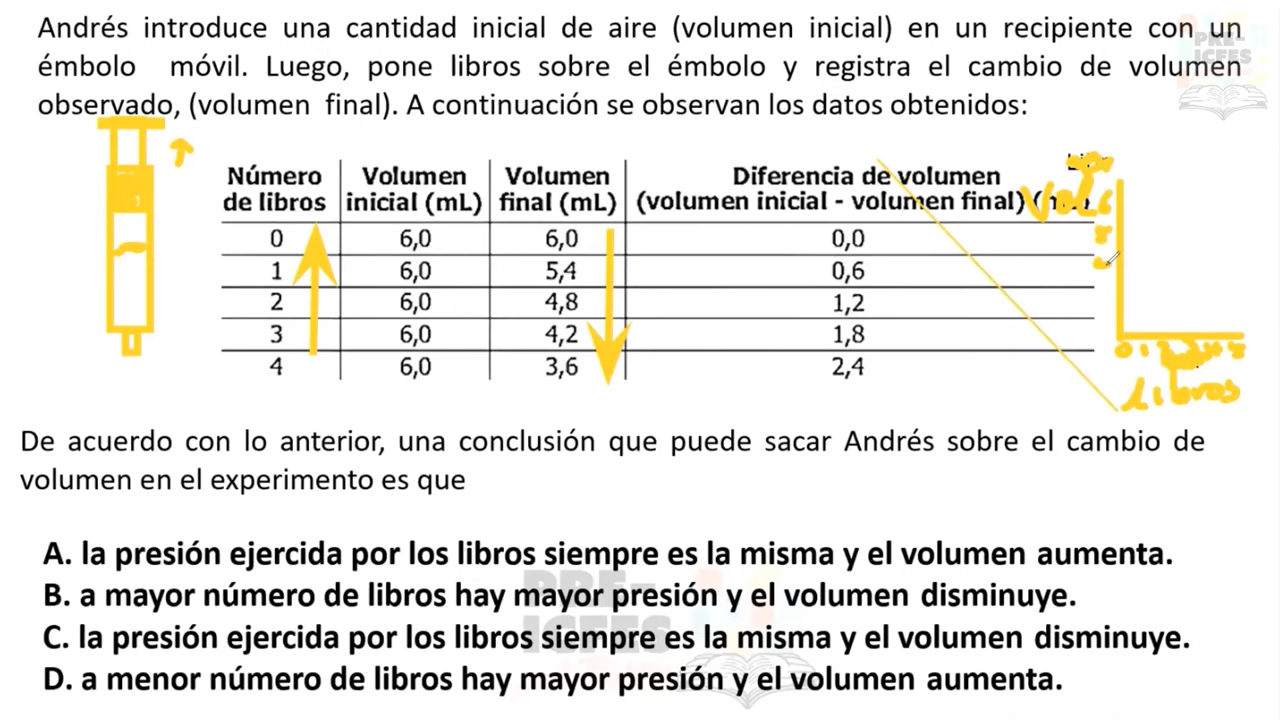 Andrés introduce una cantidad inicial de aire (volumen inicial) en un recipiente con un
émbolo móvil. Luego, pone libros sobre el émbolo y registra el cambio de volumen
observado, (volumen final). A continuación se observan los datos obtenidos:
PRE-
ICFES
Número de libros Volumen inicial (mL) Volumen final (mL) Diferencia de volumen (volumen inicial - volumen final)
0 6,0 6,0 0,0
1 6,0 5,4 0,6
2 6,0 4,8 1,2
3 6,0 4,2 1,8
4 6,0 3,6 2,4
Vol
0 1 2
Libros
De acuerdo con lo anterior, una conclusión que puede sacar Andrés sobre el cambio de
volumen en el experimento es que
A. la presión ejercida por los libros siempre es la misma y el volumen aumenta.
B. a mayor número de libros hay mayor presión y el volumen disminuye.
C. la presión ejercida por los libros siempre es la misma y el volumen disminuye.
D. a menor número de libros hay mayor presión y el volumen aumenta.
PRE-
ICFES